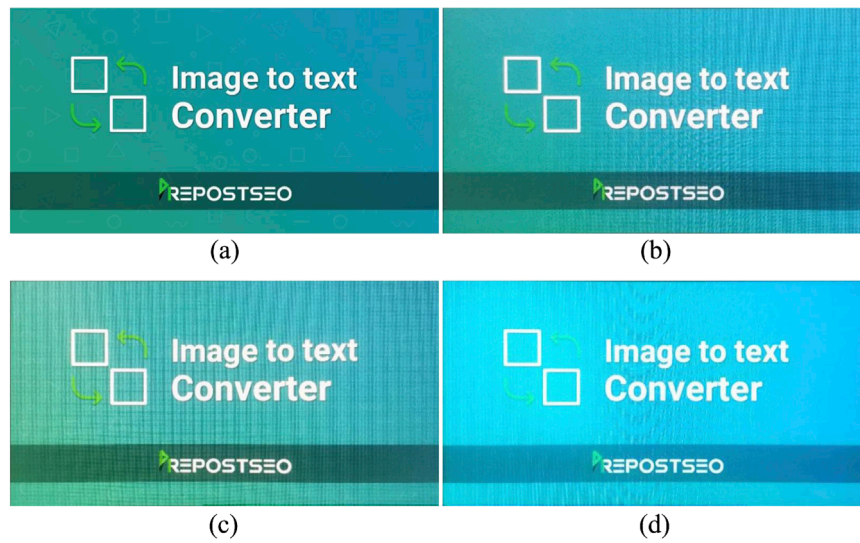 Image to text
Converter
REPOSTSEO
(a)
Image to text
Converter
REPOSTSEO
(b)
Image to text
Converter
REPOSTSEO
(c)
Image to text
Converter
REPOSTSEO
(d)